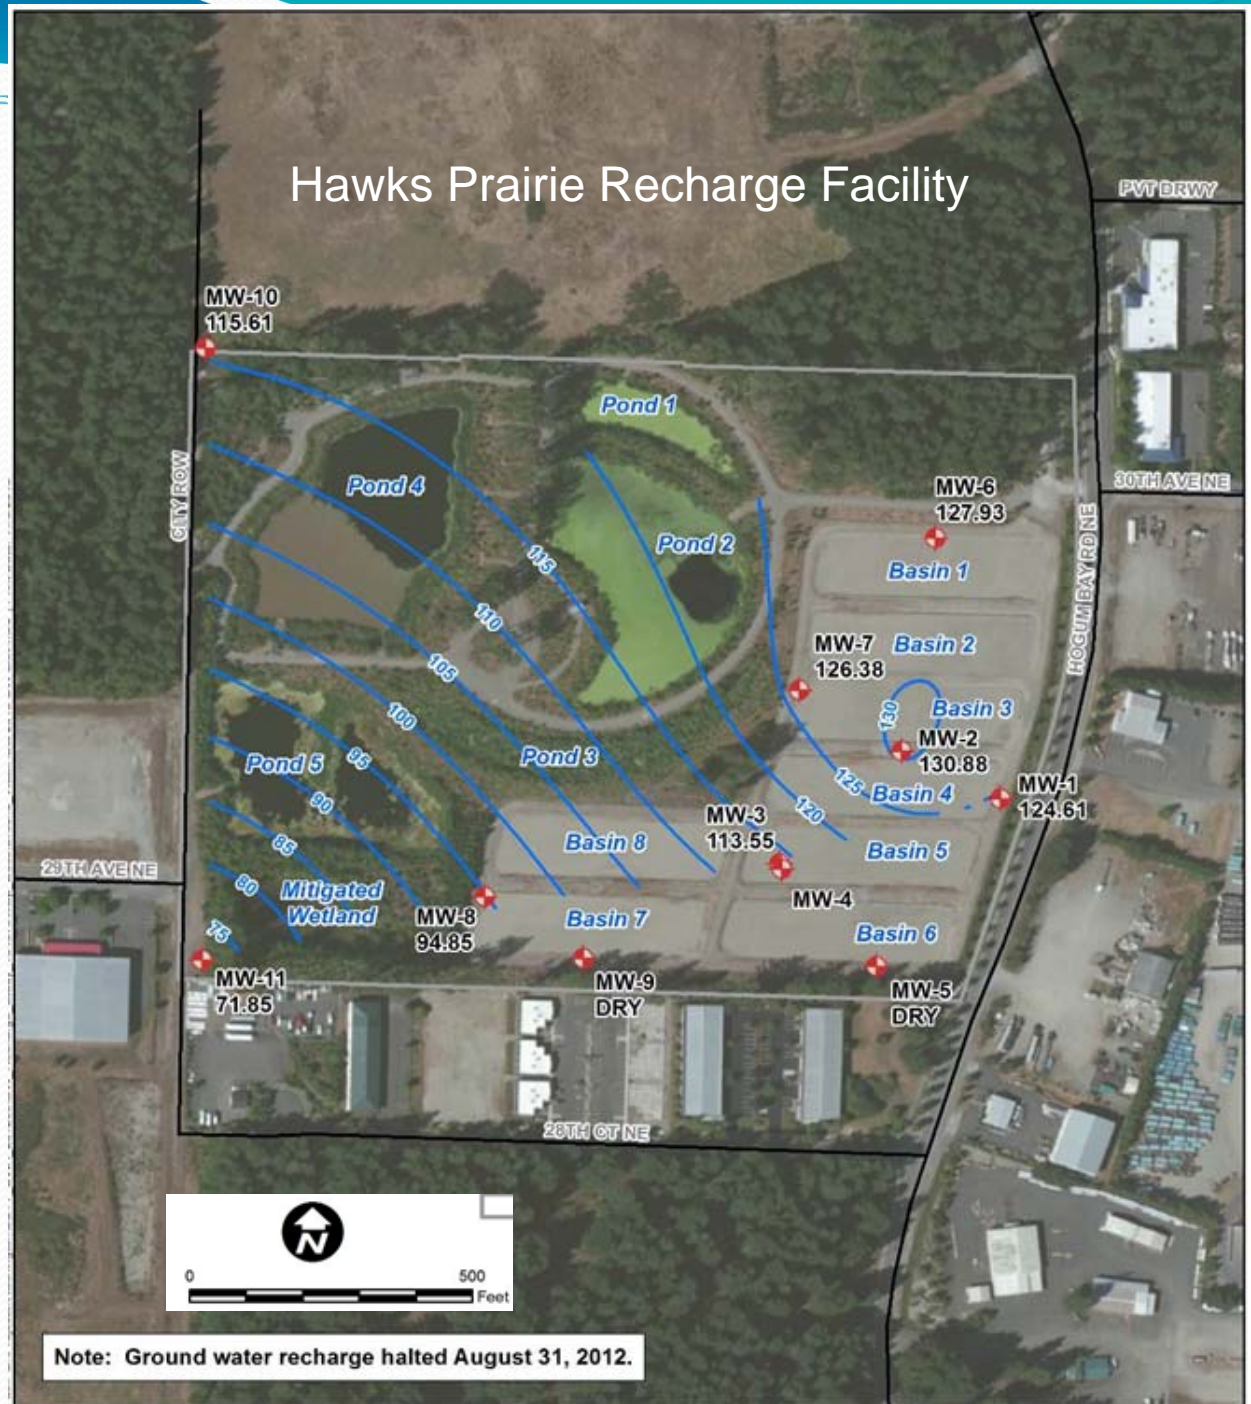 Hawks Prairie Recharge Facility
PVT DRWY
MW-10
115.61
Pond 1
Pond 4
CITY ROW
MW-6
127.93
30TH AVE NE
Pond 2
115
Basin 1
HOGUM BAY RD NE
110
MW-7
126.38
Basin 2
105
100
130
Basin 3
MW-2
130.88
95
Pond 5
Pond 3
90
125
Basin 4
MW-1
124.61
120
MW-3
113.55
85
Basin 8
Basin 5
29TH AVE NE
80
Mitigated
Wetland
MW-8
94.85
Basin 7
MW-4
75
Basin 6
MW-11
71.85
MW-9
DRY
MW-5
DRY
28TH CT NE
N
0 500
Feet
Note: Ground water recharge halted August 31, 2012.